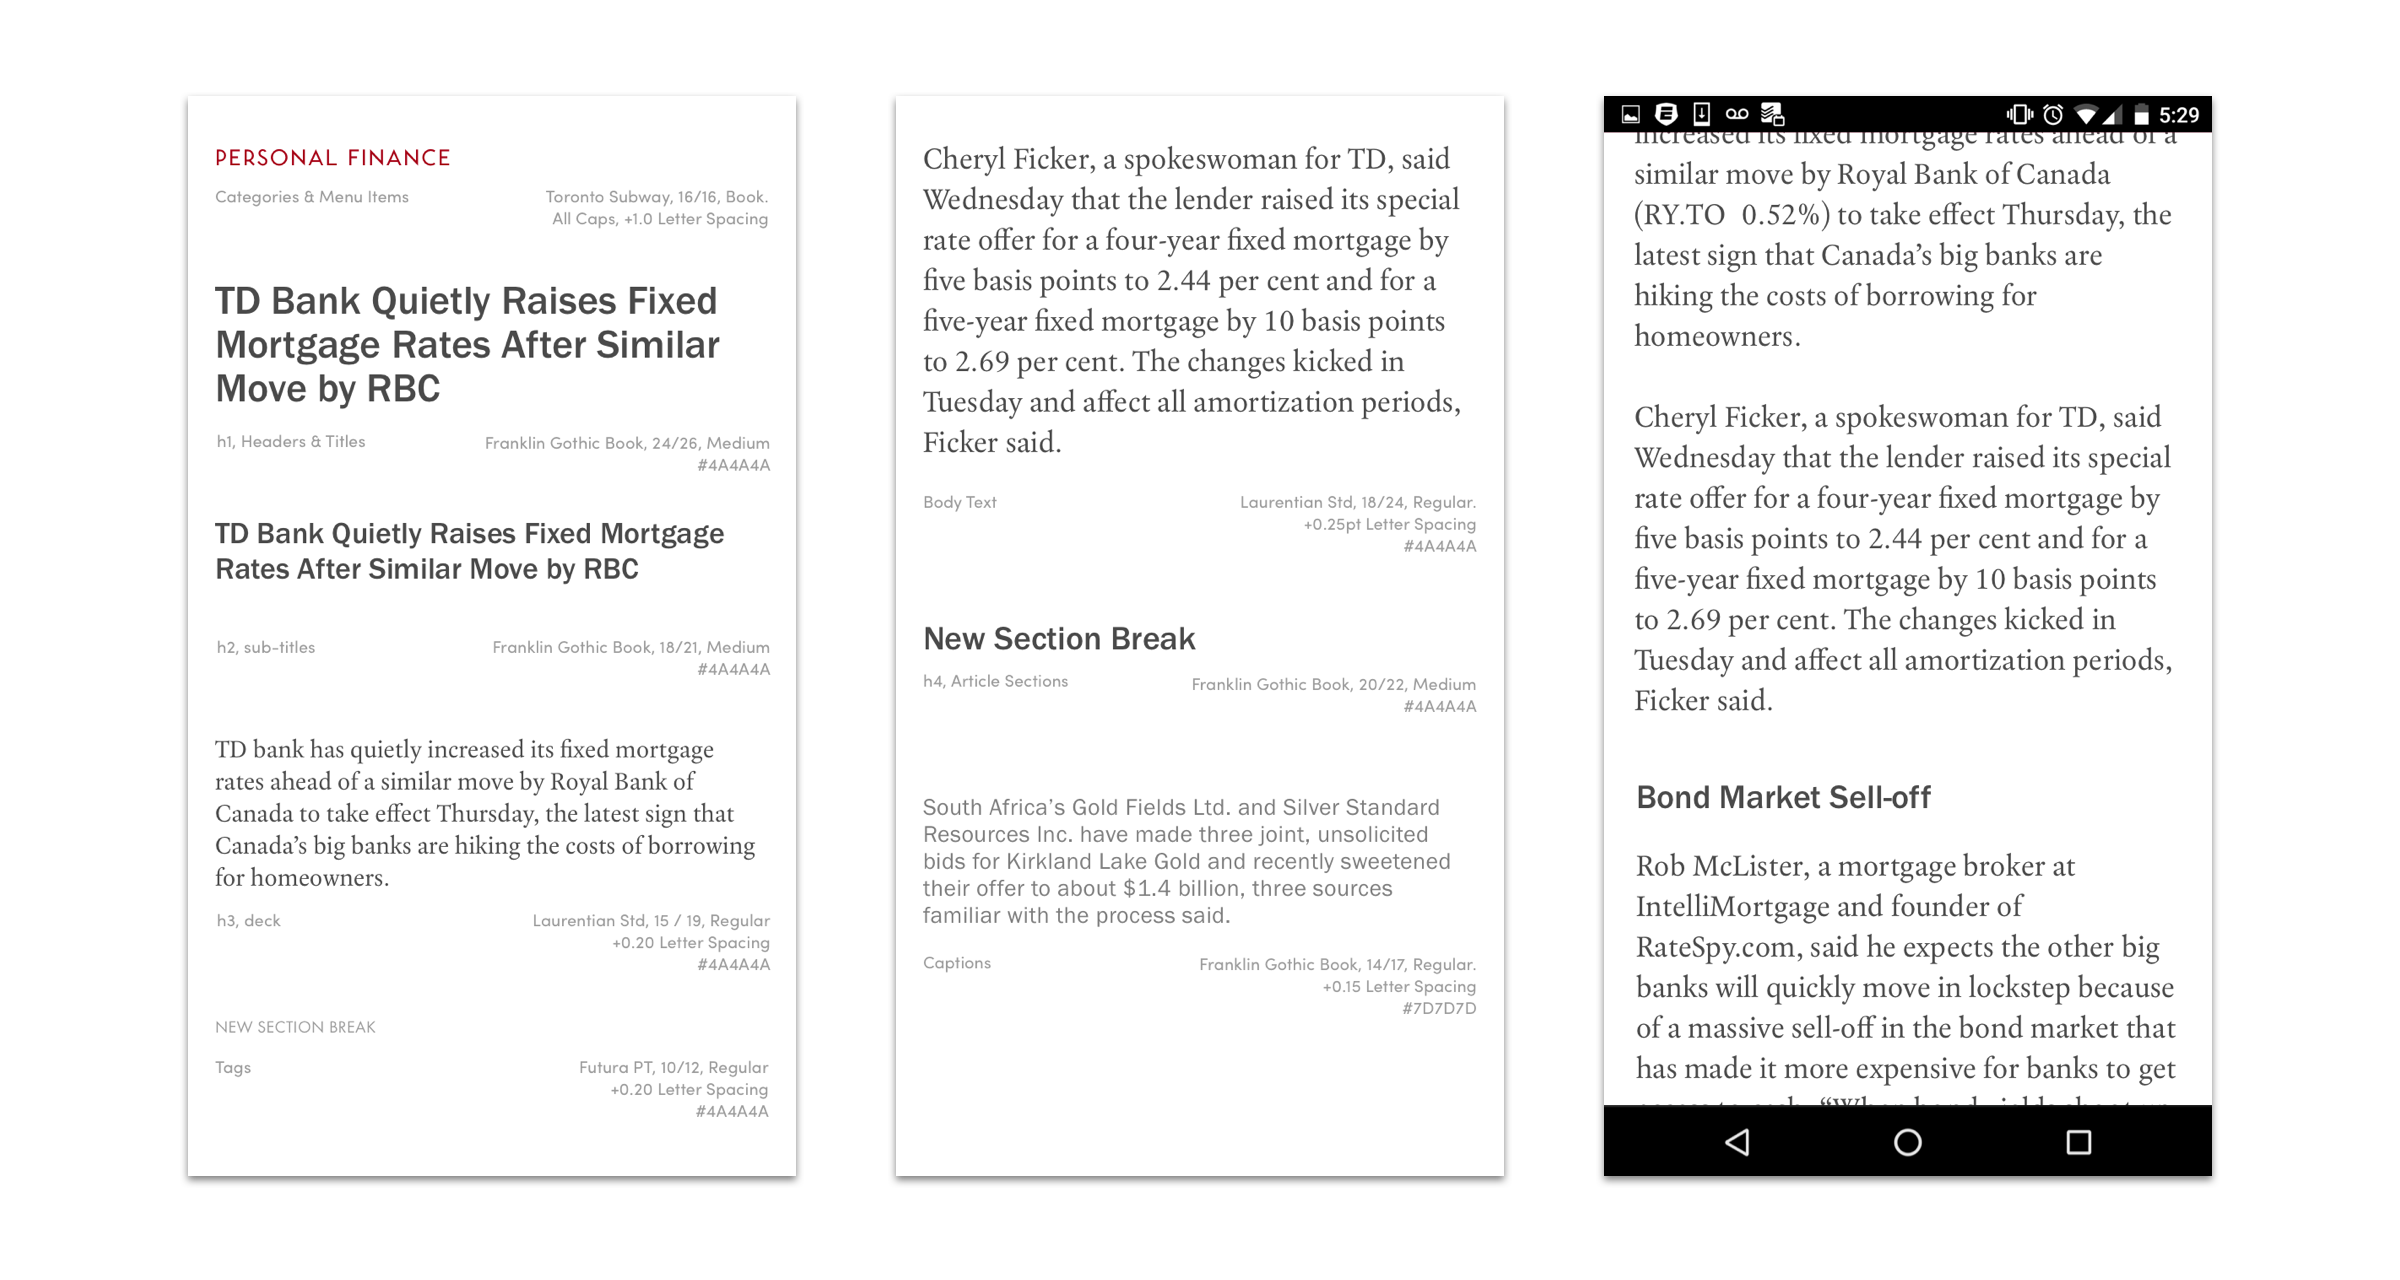 PERSONAL FINANCE
Categories & Menu Items
Toronto Subway, 16/16, Book.
All Caps, +1.0 Letter Spacing
TD Bank Quietly Raises Fixed
Mortgage Rates After Similar
Move by RBC
h1, Headers & Titles
Franklin Gothic Book, 24/26, Medium
#4A4A4A
TD Bank Quietly Raises Fixed Mortgage
Rates After Similar Move by RBC
h2, sub-titles
Franklin Gothic Book, 18/21, Medium
#4A4A4A
TD bank has quietly increased its fixed mortgage
rates ahead of a similar move by Royal Bank of
Canada to take effect Thursday, the latest sign that
Canada’s big banks are hiking the costs of borrowing
for homeowners.
h3, deck
Laurentian Std, 15 / 19, Regular
+0.20 Letter Spacing
#4A4A4A
NEW SECTION BREAK
Tags
Futura PT, 10/12, Regular
+0.20 Letter Spacing
#4A4A4A
Cheryl Ficker, a spokeswoman for TD, said
Wednesday that the lender raised its special
rate offer for a four-year fixed mortgage by
five basis points to 2.44 per cent and for a
five-year fixed mortgage by 10 basis points
to 2.69 per cent. The changes kicked in
Tuesday and affect all amortization periods,
Ficker said.
Body Text
Laurentian Std, 18/24, Regular.
+0.25pt Letter Spacing
#4A4A4A
New Section Break
h4, Article Sections
Franklin Gothic Book, 20/22, Medium
#4A4A4A
South Africa’s Gold Fields Ltd. and Silver Standard
Resources Inc. have made three joint, unsolicited
bids for Kirkland Lake Gold and recently sweetened
their offer to about $1.4 billion, three sources
familiar with the process said.
Captions
Franklin Gothic Book, 14/17, Regular.
+0.15 Letter Spacing
#7D7D7D
5:29
increased its fixed mortgage rates ahead of a
similar move by Royal Bank of Canada
(RY.TO 0.52%) to take effect Thursday, the
latest sign that Canada’s big banks are
hiking the costs of borrowing for
homeowners.
Cheryl Ficker, a spokeswoman for TD, said
Wednesday that the lender raised its special
rate offer for a four-year fixed mortgage by
five basis points to 2.44 per cent and for a
five-year fixed mortgage by 10 basis points
to 2.69 per cent. The changes kicked in
Tuesday and affect all amortization periods,
Ficker said.
Bond Market Sell-off
Rob McLister, a mortgage broker at
IntelliMortgage and founder of
RateSpy.com, said he expects the other big
banks will quickly move in lockstep because
of a massive sell-off in the bond market that
has made it more expensive for banks to get